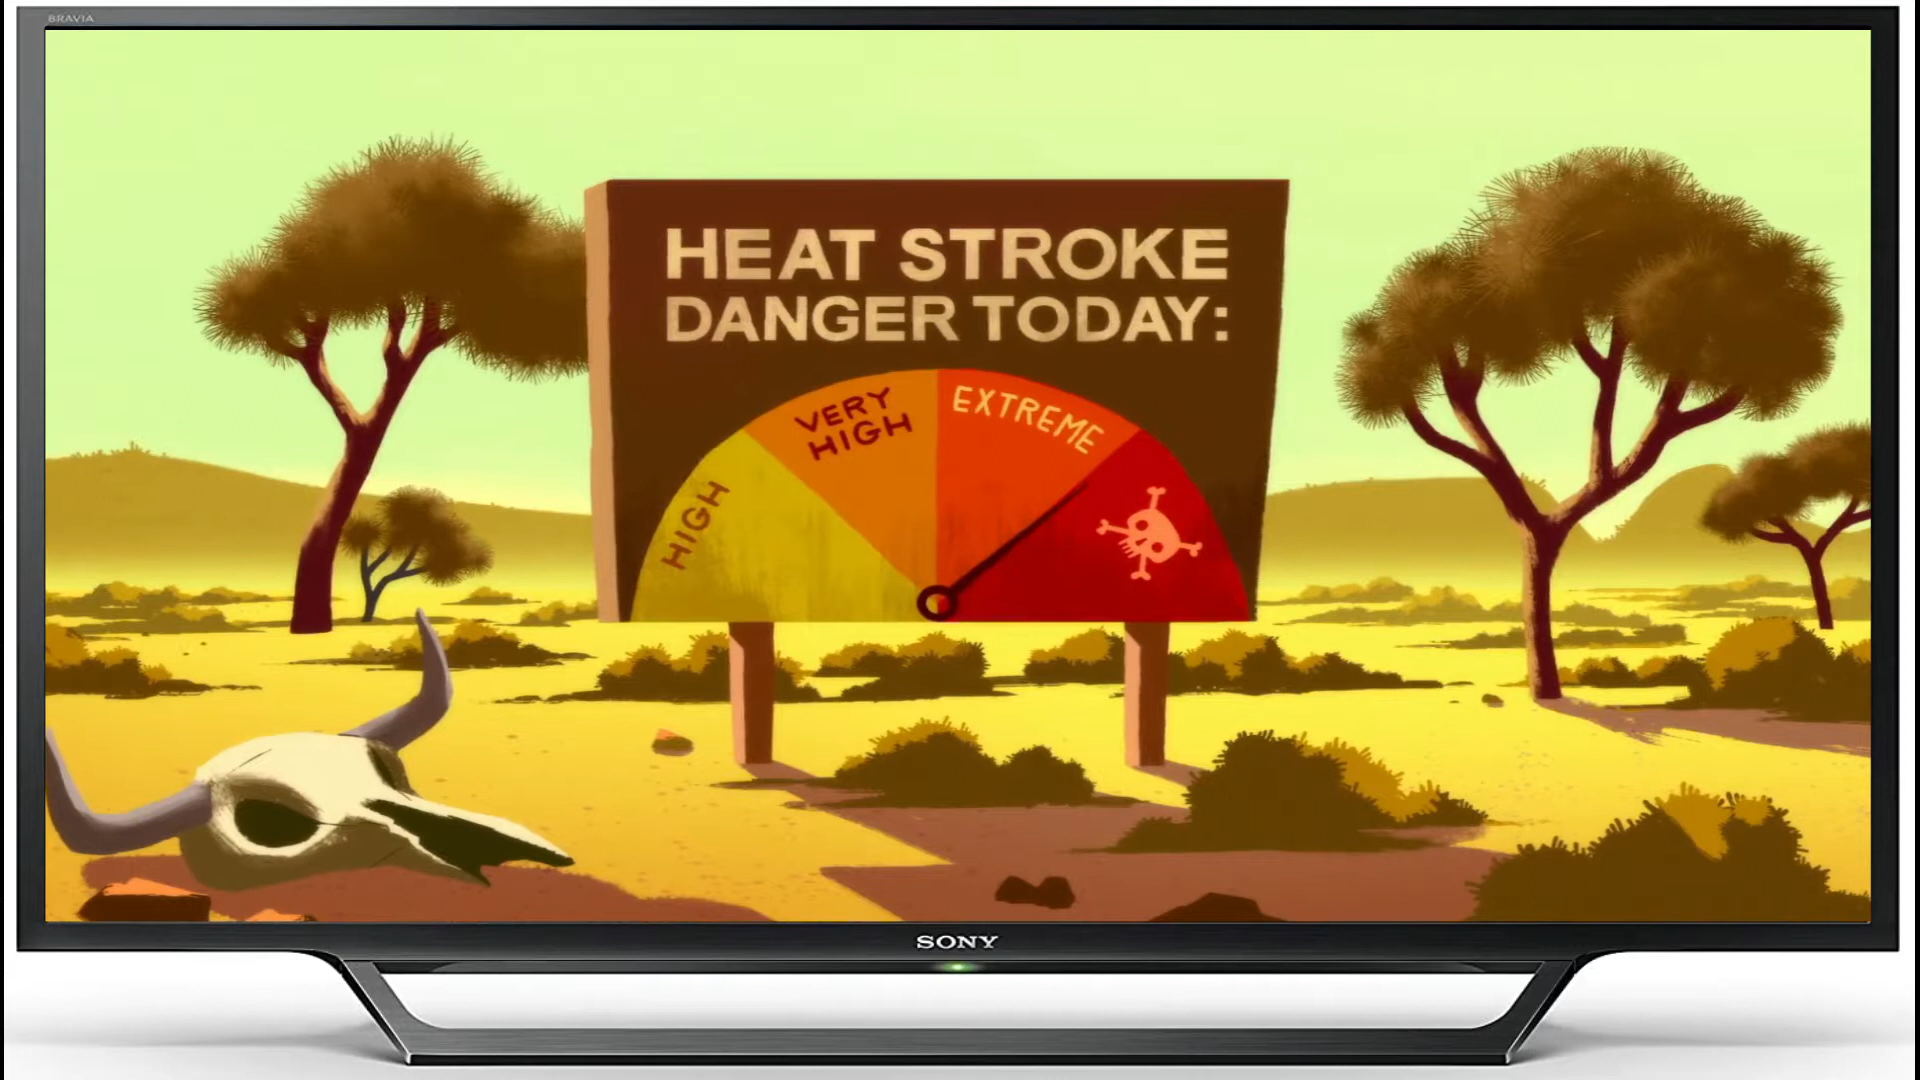 BRAVIA
HEAT STROKE
DANGER TODAY:
VERY
HIGH
EXTREME
HIGH
SONY